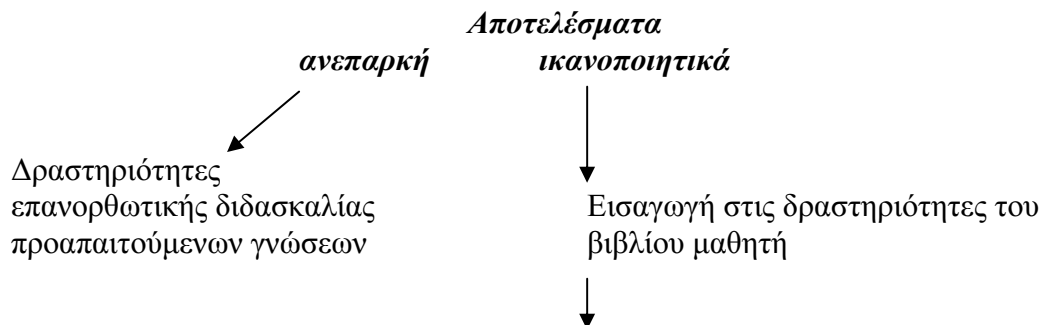 Αποτελέσματα
ανεπαρκή ικανοποιητικά
Δραστηριότητες
επανορθωτικής διδασκαλίας
προαπαιτούμενων γνώσεων
Εισαγωγή στις δραστηριότητες του
βιβλίου μαθητή